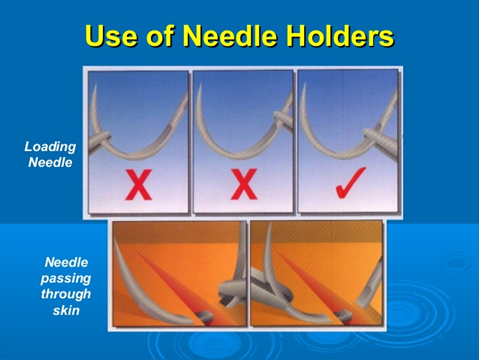 Use of Needle Holders
Loading
Needle
X X ✓
Needle
passing
through
skin